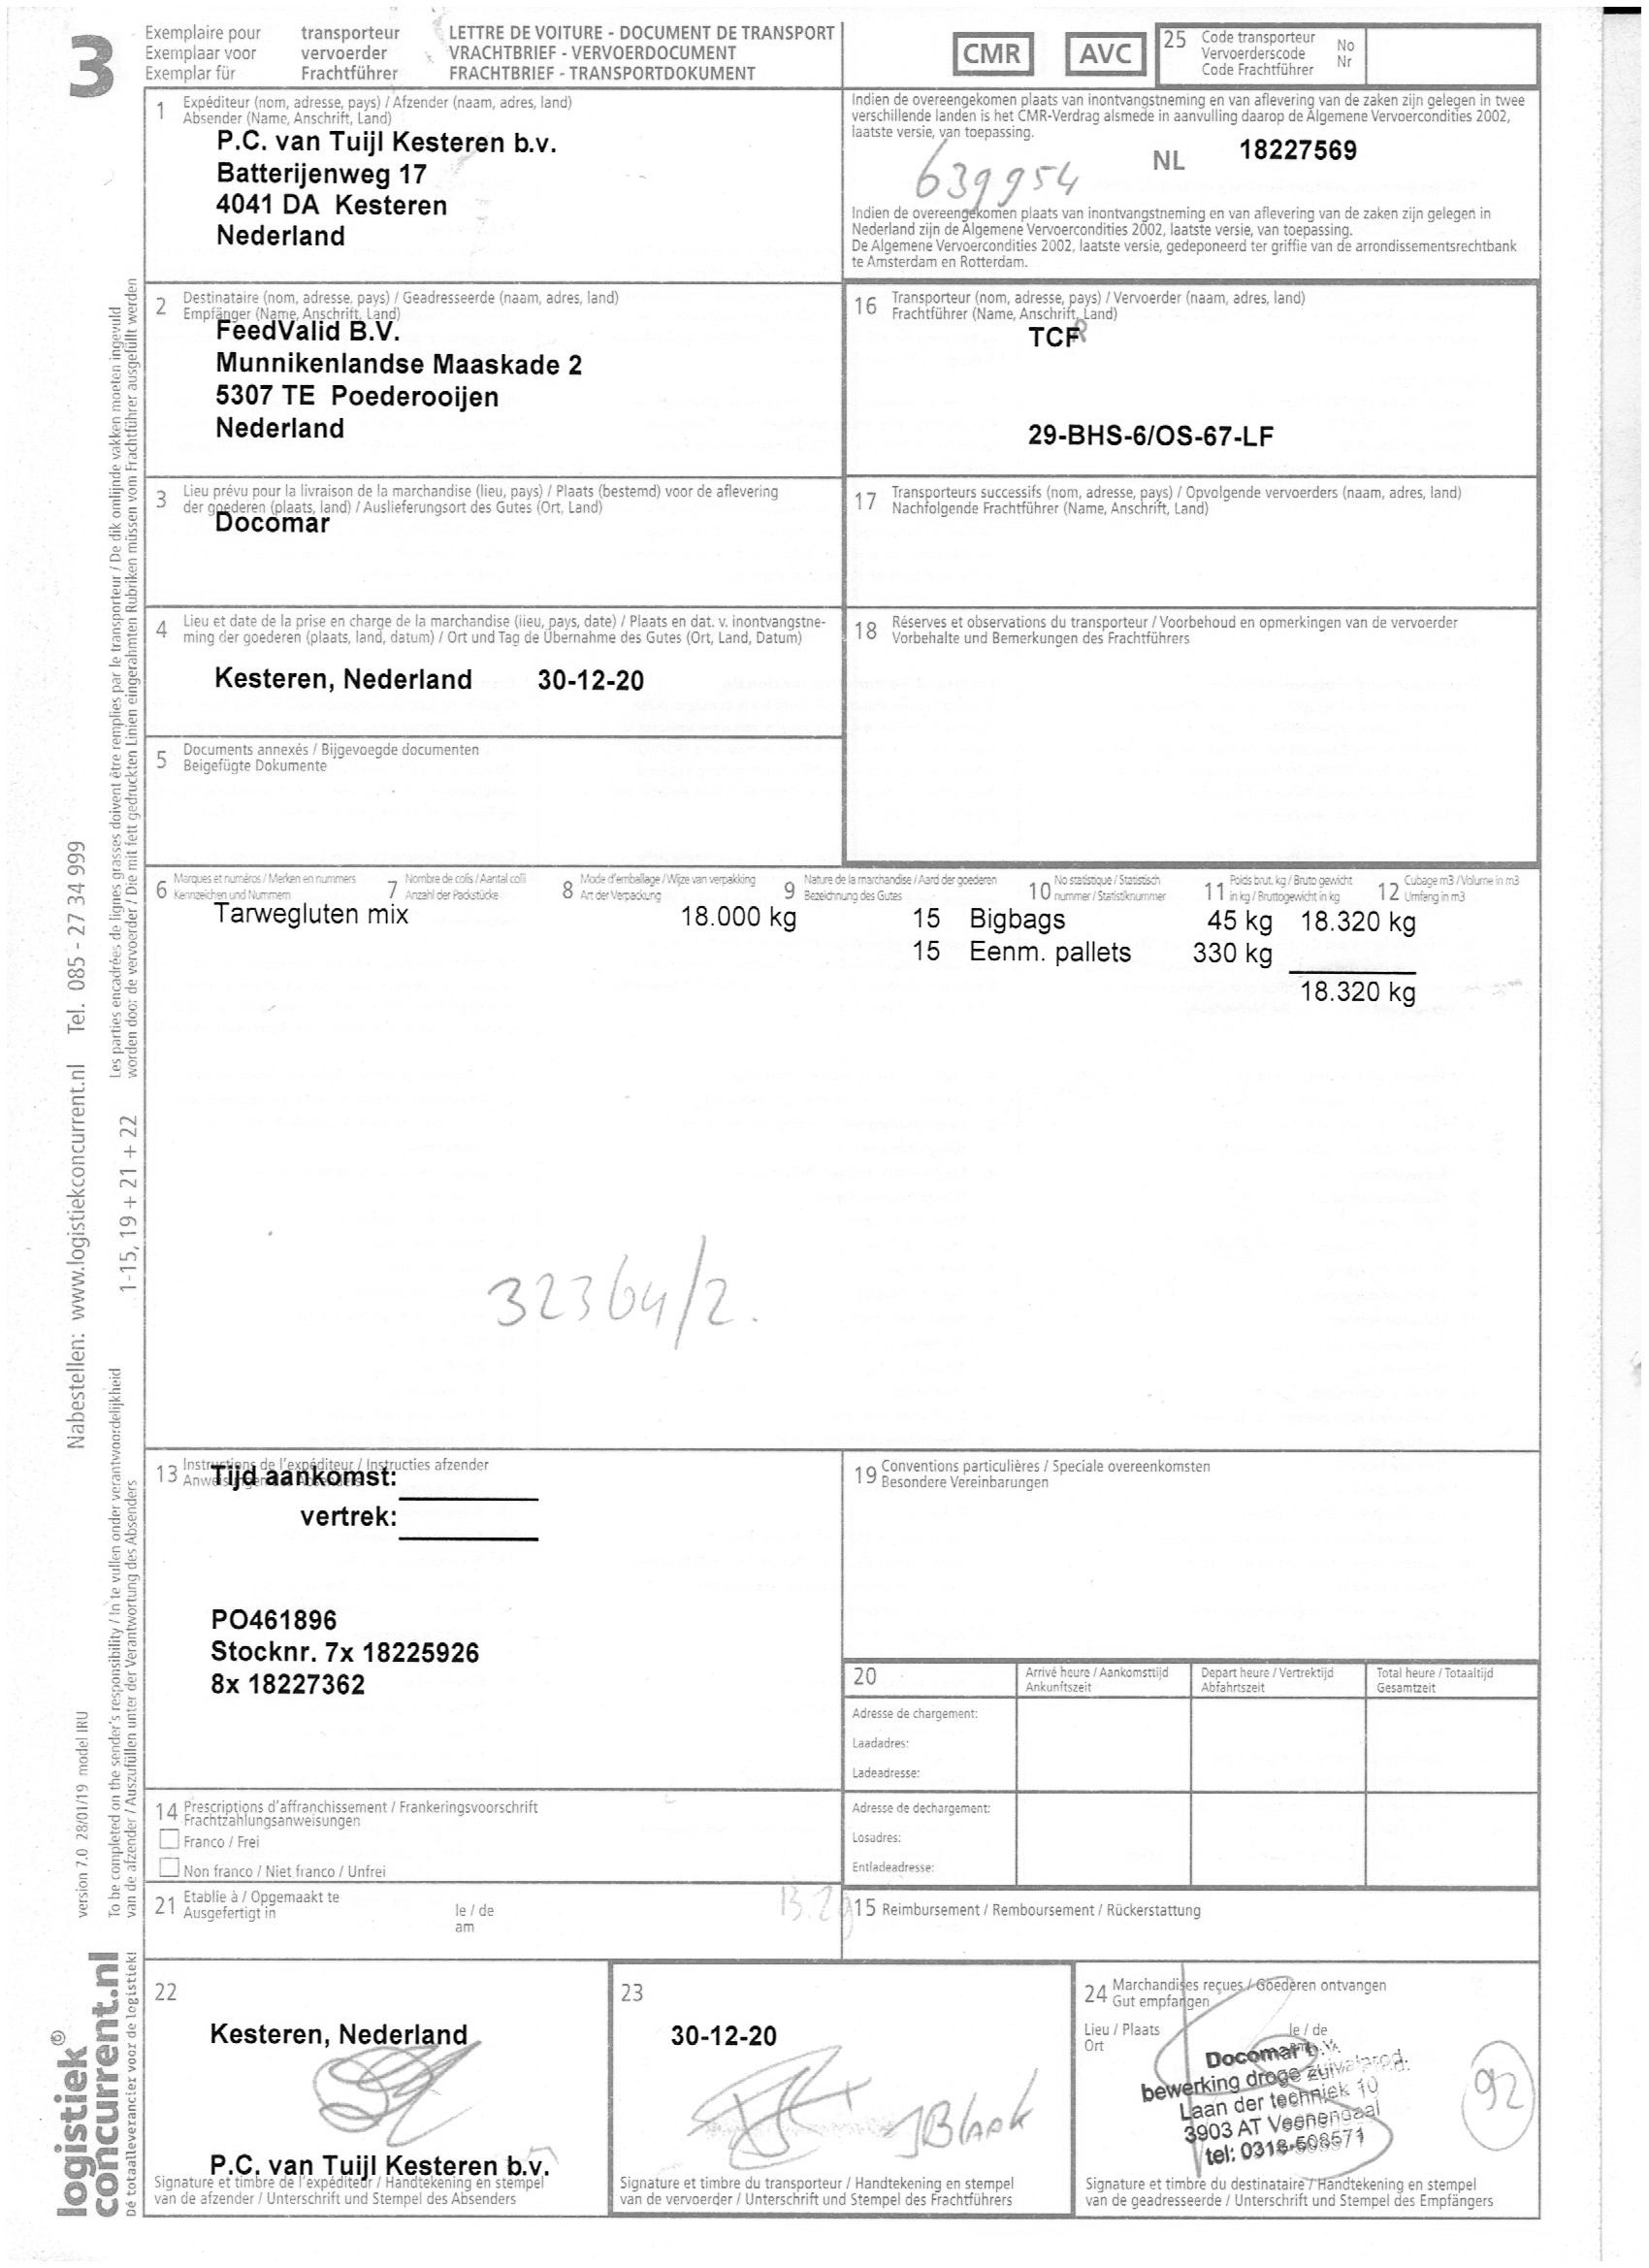 3
Exemplaire pour transporteur
Exemplaar voor vervoerder
Exemplar für Frachtführer
LETTRE DE VOITURE - DOCUMENT DE TRANSPORT
VRACHTBRIEF - VERVOERDOCUMENT
FRACHTBRIEF - TRANSPORTDOKUMENT
CMR
AVC
25 Code transporteur No
Vervoerderscode Nr
Code Frachtführer
1 Expéditeur (nom, adresse, pays) / Afzender (naam, adres, land)
Absender (Name, Anschrift, Land)
P.C. van Tuijl Kesteren b.v.
Batterijenweg 17
4041 DA Kesteren
Nederland
Indien de overeengekomen plaats van inontvangstneming en van aflevering van de zaken zijn gelegen in twee
verschillende landen is het CMR-Verdrag alsmede in aanvulling daarop de Algemene Vervoercondities 2002,
laatste versie, van toepassing.
639954
NL 18227569
Indien de overeengekomen plaats van inontvangstneming en van aflevering van de zaken zijn gelegen in
Nederland zijn de Algemene Vervoercondities 2002, laatste versie, van toepassing.
De Algemene Vervoercondities 2002, laatste versie, gedeponeerd ter griffie van de arrondissementsrechtbank
te Amsterdam en Rotterdam.
2 Destinataire (nom, adresse, pays) / Geadresseerde (naam, adres, land)
Empfänger (Name, Anschrift, Land)
FeedValid B.V.
Munnikenlandse Maaskade 2
5307 TE Poederooijen
Nederland
16 Transporteur (nom, adresse, pays) / Vervoerder (naam, adres, land)
Frachtführer (Name, Anschrift, Land)
TCF
29-BHS-6/OS-67-LF
3 Lieu prévu pour la livraison de la marchandise (lieu, pays) / Plaats (bestemd) voor de aflevering
der goederen (plaats, land) / Auslieferungsort des Gutes (Ort, Land)
Docomar
17 Transporteurs successifs (nom, adresse, pays) / Opvolgende vervoerders (naam, adres, land)
Nachfolgende Frachtführer (Name, Anschrift, Land)
4 Lieu et date de la prise en charge de la marchandise (lieu, pays, date) / Plaats en dat. v. inontvangstne-
ming der goederen (plaats, land, datum) / Ort und Tag de Übernahme des Gutes (Ort, Land, Datum)
Kesteren, Nederland 30-12-20
18 Réserves et observations du transporteur / Voorbehoud en opmerkingen van de vervoerder
Vorbehalte und Bemerkungen des Frachtführers
5 Documents annexés / Bijgevoegde documenten
Beigefügte Dokumente
6 Marques et numéros / Merken en nummers
Kennzeichen und Nummern
7 Nombre de colis / Aantal colli
Anzahl der Packstücke
8 Mode d'emballage / Wijze van verpakking
Art der Verpackung
9 Nature de la marchandise / Aard der goederen
Bezeichnung des Gutes
10 No statistique / Statistisch
nummer / Statistiknummer
11 Poids brut. kg / Bruto gewicht
in kg / Bruttogewicht in kg
12 Cubage m3 / Volume in m3
Umfang in m3
Tarwegluten mix 18.000 kg 15 Bigbags 45 kg 18.320 kg
15 Eenm. pallets 330 kg
18.320 kg
32364/2.
13 Instructions de l'expéditeur / Instructies afzender
Tijd aankomst:
vertrek:
PO461896
Stocknr. 7x 18225926
8x 18227362
19 Conventions particulières / Speciale overeenkomsten
Besondere Vereinbarungen
20 Arrivé heure / Aankomsttijd Depart heure / Vertrektijd Total heure / Totaaltijd
Ankunftszeit Abfahrtszeit Gesamtzeit
Adresse de chargement:
Laadadres:
Ladeadresse:
Adresse de dechargement:
Losadres:
Entladeadresse:
14 Prescriptions d'affranchissement / Frankeringsvoorschrift
Frachtzahlungsanweisungen
Franco / Frei
Non franco / Niet franco / Unfrei
21 Etablie à / Opgemaakt te le / de
Ausgefertigt in am
15 Reimbursement / Remboursement / Rückerstattung
22
Kesteren, Nederland
P.C. van Tuijl Kesteren b.v.
Signature et timbre de l'expéditeur / Handtekening en stempel
van de afzender / Unterschrift und Stempel des Absenders
23
30-12-20
Signature et timbre du transporteur / Handtekening en stempel
van de vervoerder / Unterschrift und Stempel des Frachtführers
24 Marchandises reçues / Goederen ontvangen
Gut empfangen
Lieu / Plaats le / de
Ort
Docomar b.v.
bewerking droge zuivelprod.
Laan der techniek 10
3903 AT Veenendaal
tel: 0318-508571
92
Signature et timbre du destinataire / Handtekening en stempel
van de geadresseerde / Unterschrift und Stempel des Empfängers
Les parties encadrées de lignes grasses doivent être remplies par le transporteur / De dik omlijnde vakken moeten ingevuld
worden door de vervoerder / Die mit fett gedruckten Linien eingerahmten Rubriken müssen vom Frachtführer ausgefüllt werden
1-15, 19 + 21 + 22
To be completed on the sender's responsibility / In te vullen onder verantwoordelijkheid
van de afzender / Auszufüllen unter der Verantwortung des Absenders
Nabestellen: www.logistiekconcurrent.nl Tel. 085 - 27 34 999
version 7.0 28/01/19 model IRU
logistiek©
concurrent.nl
Dé totaalleverancier voor de logistiek!